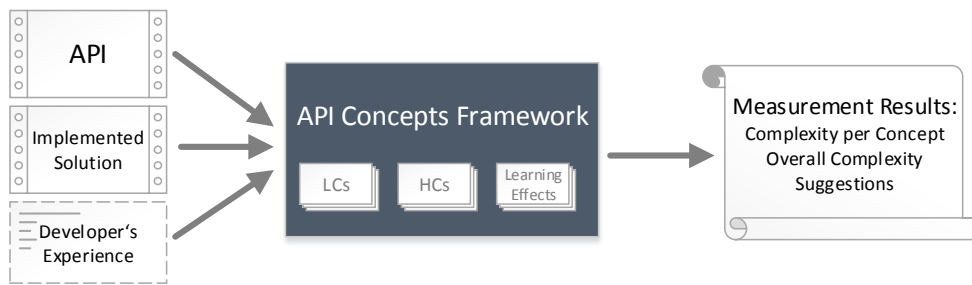 API
Implemented
Solution
Developer‘s
Experience
API Concepts Framework
LCs
HCs
Learning
Effects
Measurement Results:
Complexity per Concept
Overall Complexity
Suggestions